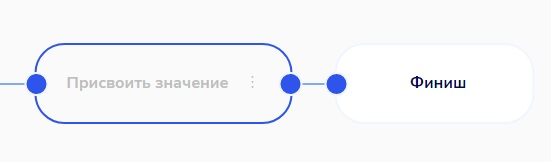 Присвоить значение
Финиш